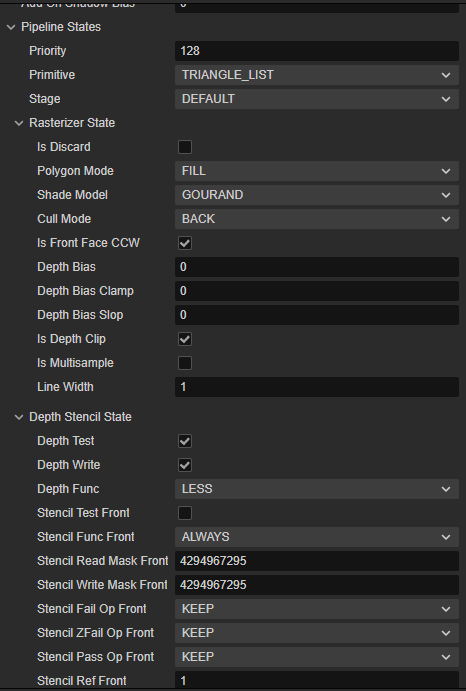 Add On Shadow Bias 0
Pipeline States
Priority 128
Primitive TRIANGLE_LIST
Stage DEFAULT
Rasterizer State
Is Discard
Polygon Mode FILL
Shade Model GOURAND
Cull Mode BACK
Is Front Face CCW
Depth Bias 0
Depth Bias Clamp 0
Depth Bias Slop 0
Is Depth Clip
Is Multisample
Line Width 1
Depth Stencil State
Depth Test
Depth Write
Depth Func LESS
Stencil Test Front
Stencil Func Front ALWAYS
Stencil Read Mask Front 4294967295
Stencil Write Mask Front 4294967295
Stencil Fail Op Front KEEP
Stencil ZFail Op Front KEEP
Stencil Pass Op Front KEEP
Stencil Ref Front 1